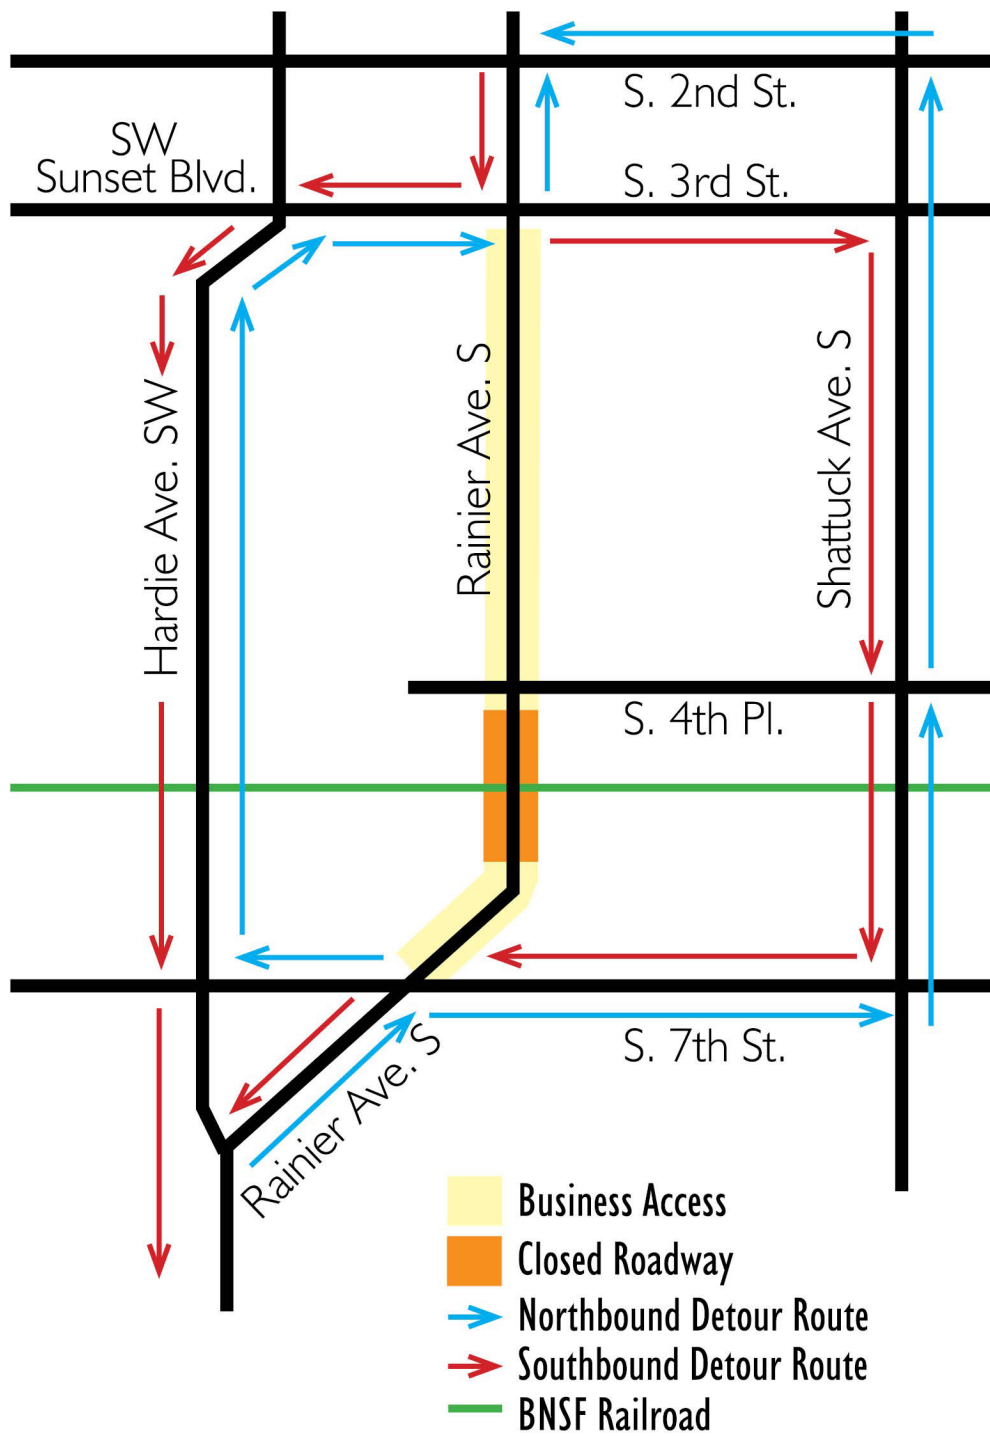 S. 2nd St.
SW
Sunset Blvd.
S. 3rd St.
Hardie Ave. SW
Rainier Ave. S
Shattuck Ave. S
S. 4th Pl.
S. 7th St.
Rainier Ave. S
Business Access
Closed Roadway
Northbound Detour Route
Southbound Detour Route
BNSF Railroad